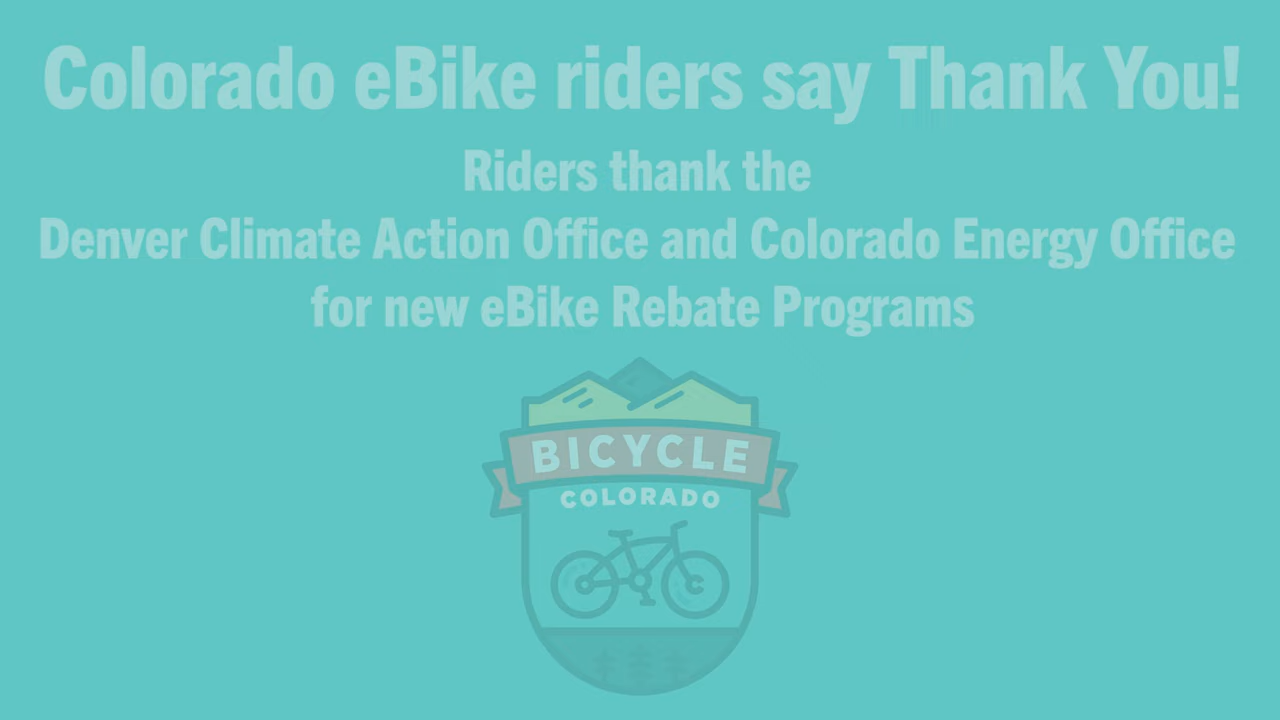 Colorado eBike riders say Thank You!
Riders thank the
Denver Climate Action Office and Colorado Energy Office
for new eBike Rebate Programs
BICYCLE
COLORADO